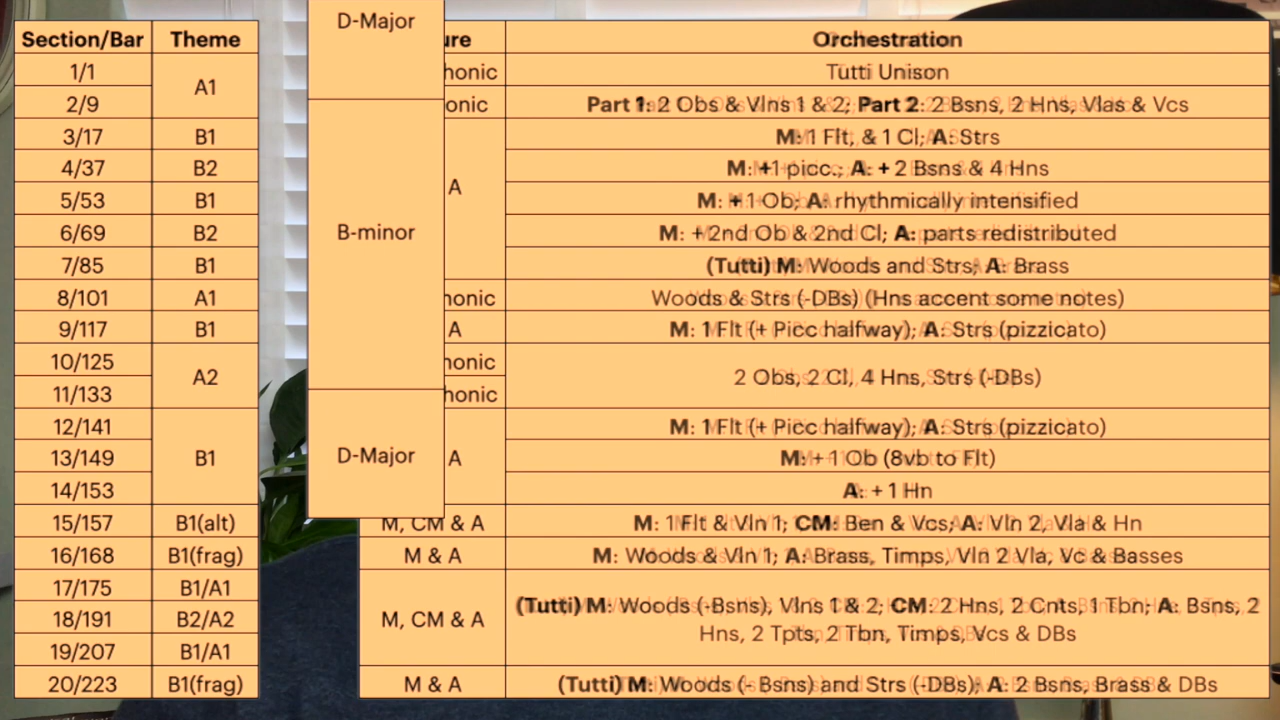 D-Major
Section/Bar Theme ure Orchestration
1/1 A1 honic Tutti Unison
2/9 onic Part 1: 2 Obs & Vlns 1 & 2; Part 2: 2 Bsns, 2 Hns, Vlas & Vcs
3/17 B1 M: 1 Flt, & 1 Cl; A: Strs
4/37 B2 M: +1 picc.; A: + 2 Bsns & 4 Hns
A
5/53 B1 M: + 1 Ob; A: rhythmically intensified
6/69 B2 B-minor M: + 2nd Ob & 2nd Cl; A: parts redistributed
7/85 B1 (Tutti) M: Woods and Strs; A: Brass
8/101 A1 honic Woods & Strs (-DBs) (Hns accent some notes)
9/117 B1 A M: 1 Flt (+ Picc halfway); A: Strs (pizzicato)
10/125 honic
A2 2 Obs, 2 Cl, 4 Hns, Strs (-DBs)
11/133 honic
12/141 M: 1 Flt (+ Picc halfway); A: Strs (pizzicato)
13/149 B1 D-Major A M: + 1 Ob (8vb to Flt)
14/153 A: + 1 Hn
15/157 B1(alt) M, CM & A M: 1 Flt & Vln 1; CM: Ben & Vcs; A: Vln 2, Vla & Hn
16/168 B1(frag) M & A M: Woods & Vln 1; A: Brass, Timps, Vln 2 Vla, Vc & Basses
17/175 B1/A1
18/191 B2/A2 M, CM & A (Tutti) M: Woods (-Bsns), Vlns 1 & 2; CM: 2 Hns, 2 Cnts, 1 Tbn; A: Bsns, 2
Hns, 2 Tpts, 2 Tbn, Timps, Vcs & DBs
19/207 B1/A1
20/223 B1(frag) M & A (Tutti) M: Woods (- Bsns) and Strs (-DBs); A: 2 Bsns, Brass & DBs